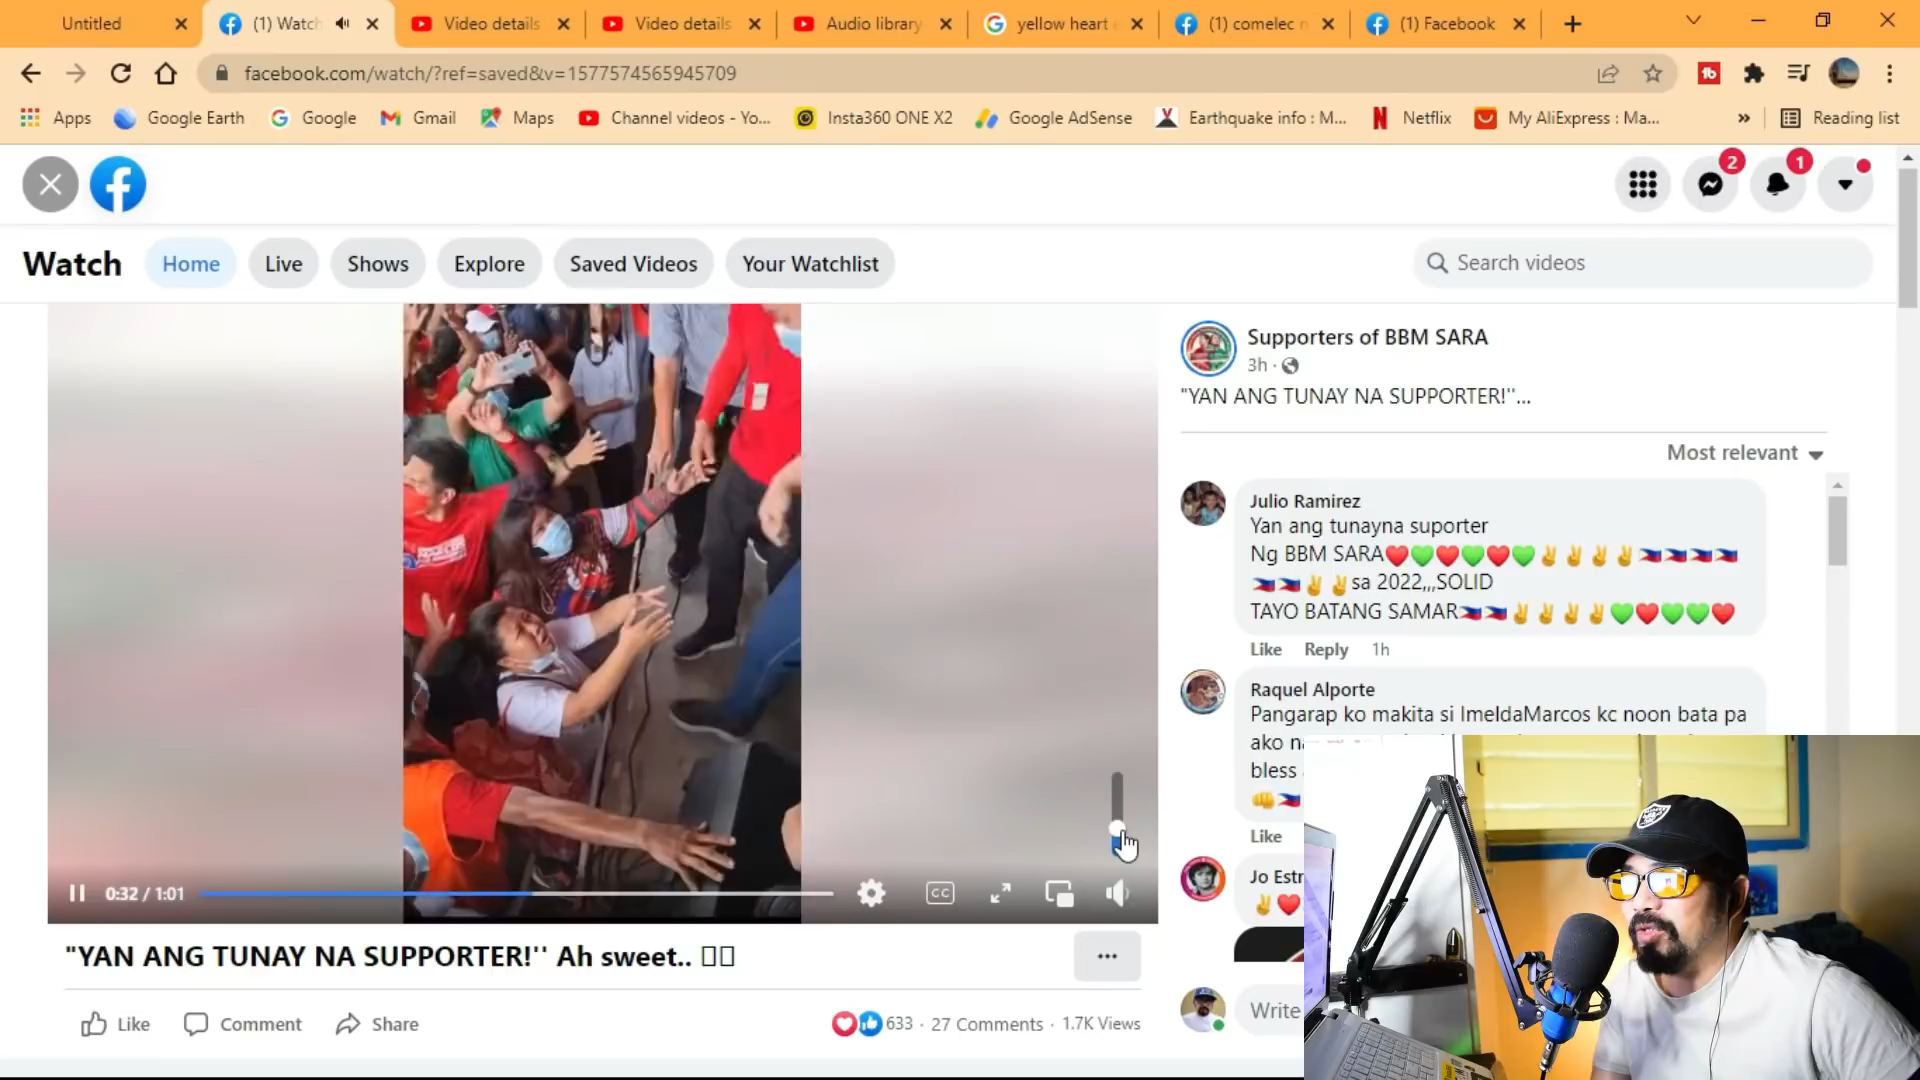 Untitled
(1) Watch
Video details
Video details
Audio library
yellow heart
(1) comelec
(1) Facebook
facebook.com/watch/?ref=saved&v=1577574565945709
Apps
Google Earth
Google
Gmail
Maps
Channel videos - Yo...
Insta360 ONE X2
Google AdSense
Earthquake info : M...
Netflix
My AliExpress : Ma...
»
Reading list
2
1
Watch
Home
Live
Shows
Explore
Saved Videos
Your Watchlist
Search videos
Supporters of BBM SARA
3h ·
"YAN ANG TUNAY NA SUPPORTER!''...
Most relevant
Julio Ramirez
Yan ang tunayna suporter
Ng BBM SARA❤️💚❤️💚❤️💚✌️✌️✌️✌️🇵🇭🇵🇭🇵🇭🇵🇭
🇵🇭🇵🇭✌️✌️sa 2022,,,SOLID
TAYO BATANG SAMAR🇵🇭🇵🇭✌️✌️✌️✌️💚❤️💚💚❤️
Like Reply 1h
Raquel Alporte
Pangarap ko makita si ImeldaMarcos kc noon bata pa
ako
bless
👊🇵🇭
Like
Jo Estr
✌️❤️
Write
0:32 / 1:01
CC
"YAN ANG TUNAY NA SUPPORTER!'' Ah sweet.. 
Like
Comment
Share
633 · 27 Comments · 1.7K Views